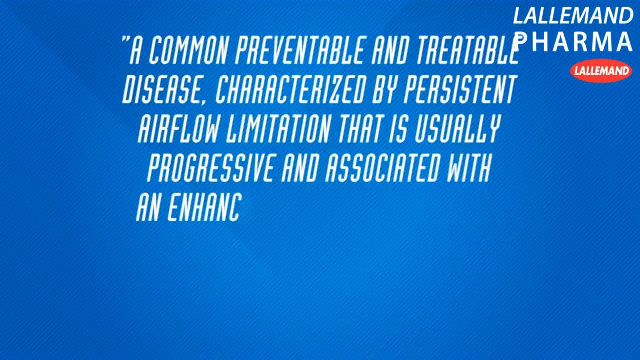 LALLEMAND
PHARMA
LALLEMAND
"A COMMON PREVENTABLE AND TREATABLE
DISEASE, CHARACTERIZED BY PERSISTENT
AIRFLOW LIMITATION THAT IS USUALLY
PROGRESSIVE AND ASSOCIATED WITH
AN ENHANC